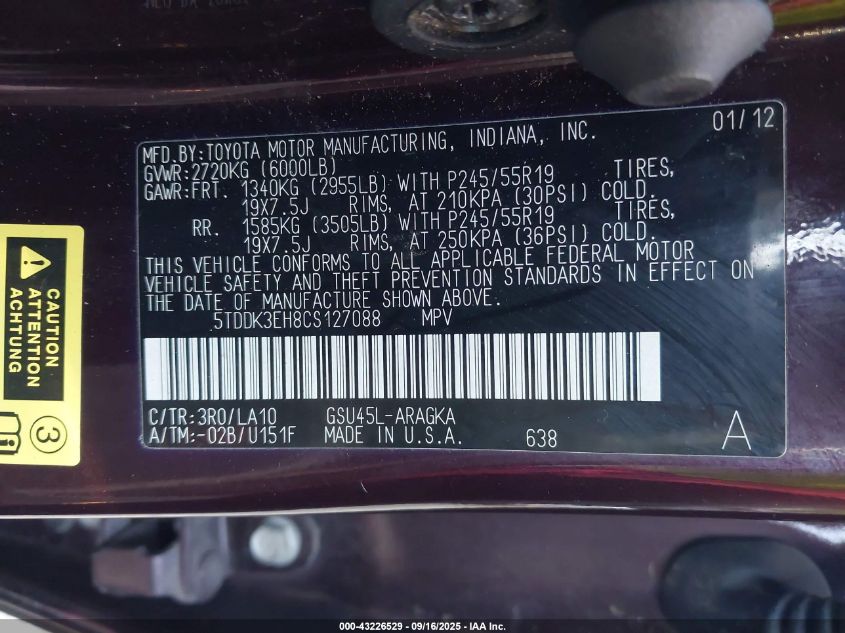 MFD.BY:TOYOTA MOTOR MANUFACTURING, INDIANA, INC. 01/12
GVWR:2720KG (6000LB)
GAWR:FRT. 1340KG (2955LB) WITH P245/55R19 TIRES,
19X7.5J RIMS, AT 210KPA (30PSI) COLD.
RR. 1585KG (3505LB) WITH P245/55R19 TIRES,
19X7.5J RIMS, AT 250KPA (36PSI) COLD.
THIS VEHICLE CONFORMS TO ALL APPLICABLE FEDERAL MOTOR
VEHICLE SAFETY AND THEFT PREVENTION STANDARDS IN EFFECT ON
THE DATE OF MANUFACTURE SHOWN ABOVE.
5TDDK3EH8CS127088 MPV
C/TR:3R0/LA10 GSU45L-ARAGKA
A/TM:-02B/U151F MADE IN U.S.A. 638 A
CAUTION
ATTENTION
3
000-43226529 - 09/16/2025 - IAA Inc.